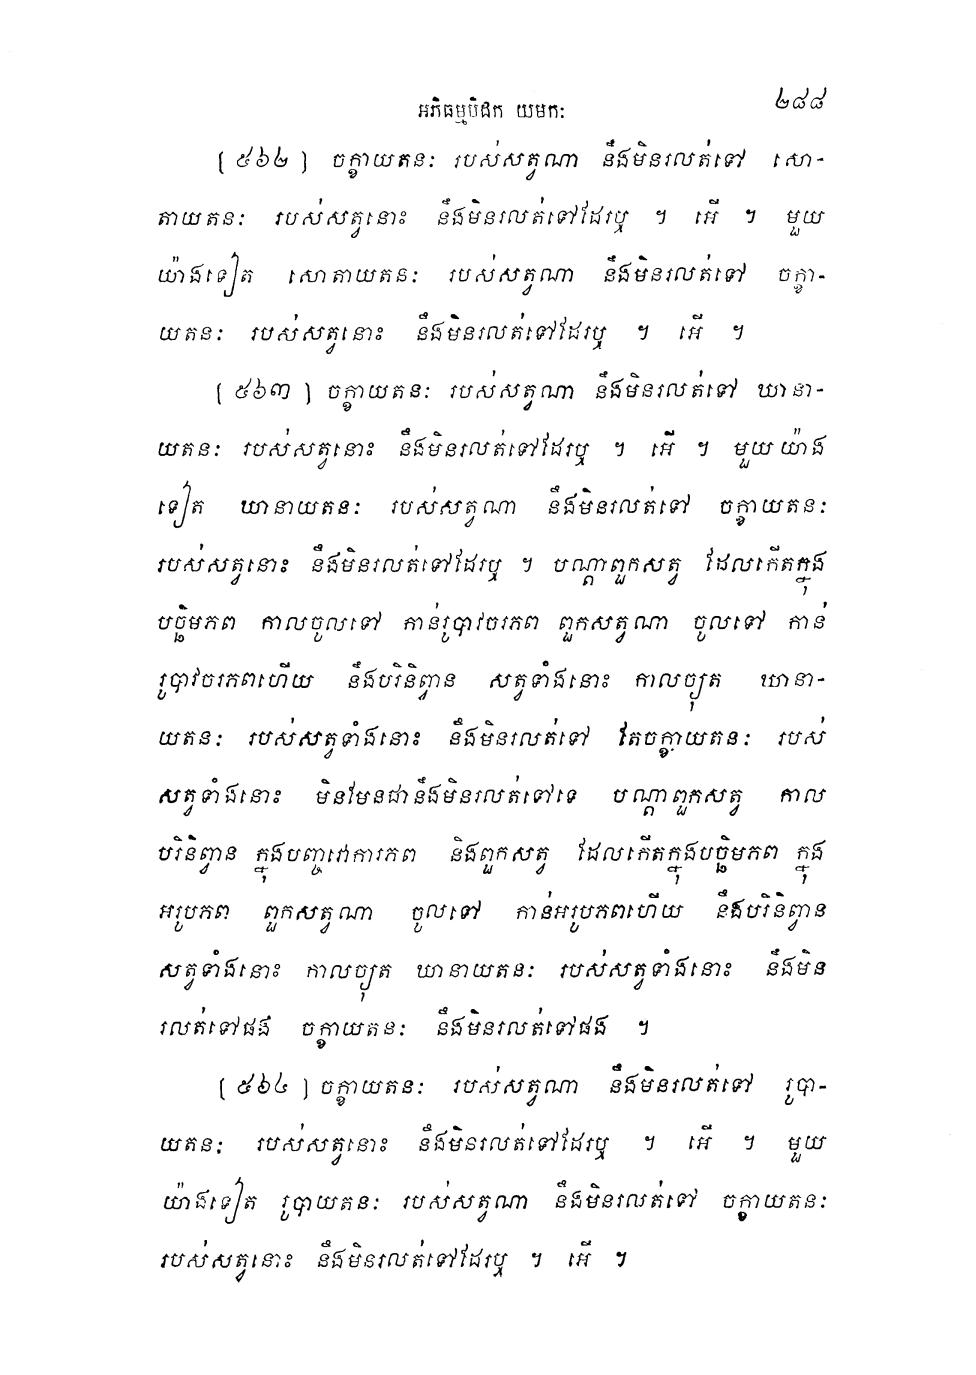 អភិធម្មបិដក យមកៈ
២៨៨
[ ៥៦២ ] ចក្ខាយតនៈ របស់សត្វណា នឹងមិនរលត់ទៅ សោ-
តាយតនៈ របស់សត្វនោះ នឹងមិនរលត់ទៅដែរឬ ។ អើ ។ មួយ
យ៉ាងទៀត សោតាយតនៈ របស់សត្វណា នឹងមិនរលត់ទៅ ចក្ខា-
យតនៈ របស់សត្វនោះ នឹងមិនរលត់ទៅដែរឬ ។ អើ ។
[ ៥៦៣ ] ចក្ខាយតនៈ របស់សត្វណា នឹងមិនរលត់ទៅ ឃានា-
យតនៈ របស់សត្វនោះ នឹងមិនរលត់ទៅដែរឬ ។ អើ ។ មួយយ៉ាង
ទៀត ឃានាយតនៈ របស់សត្វណា នឹងមិនរលត់ទៅ ចក្ខាយតនៈ
របស់សត្វនោះ នឹងមិនរលត់ទៅដែរឬ ។ បណ្តាពួកសត្វ ដែលកើតក្នុង
បច្ឆិមភព កាលចូលទៅ កាន់រូបាវចរភព ពួកសត្វណា ចូលទៅ កាន់
រូបាវចរភពហើយ នឹងបរិនិព្វាន សត្វទាំងនោះ កាលច្យុត ឃានា-
យតនៈ របស់សត្វទាំងនោះ នឹងមិនរលត់ទៅ តែចក្ខាយតនៈ របស់
សត្វទាំងនោះ មិនមែនជានឹងមិនរលត់ទៅទេ បណ្តាពួកសត្វ កាល
បរិនិព្វាន ក្នុងបញ្ចវោការភព និងពួកសត្វ ដែលកើតក្នុងបច្ឆិមភព ក្នុង
អរូបភព ពួកសត្វណា ចូលទៅ កាន់អរូបភពហើយ នឹងបរិនិព្វាន
សត្វទាំងនោះ កាលច្យុត ឃានាយតនៈ របស់សត្វទាំងនោះ នឹងមិន
រលត់ទៅផង ចក្ខាយតនៈ នឹងមិនរលត់ទៅផង ។
[ ៥៦៤ ] ចក្ខាយតនៈ របស់សត្វណា នឹងមិនរលត់ទៅ រូបា-
យតនៈ របស់សត្វនោះ នឹងមិនរលត់ទៅដែរឬ ។ អើ ។ មួយ
យ៉ាងទៀត រូបាយតនៈ របស់សត្វណា នឹងមិនរលត់ទៅ ចក្ខាយតនៈ
របស់សត្វនោះ នឹងមិនរលត់ទៅដែរឬ ។ អើ ។